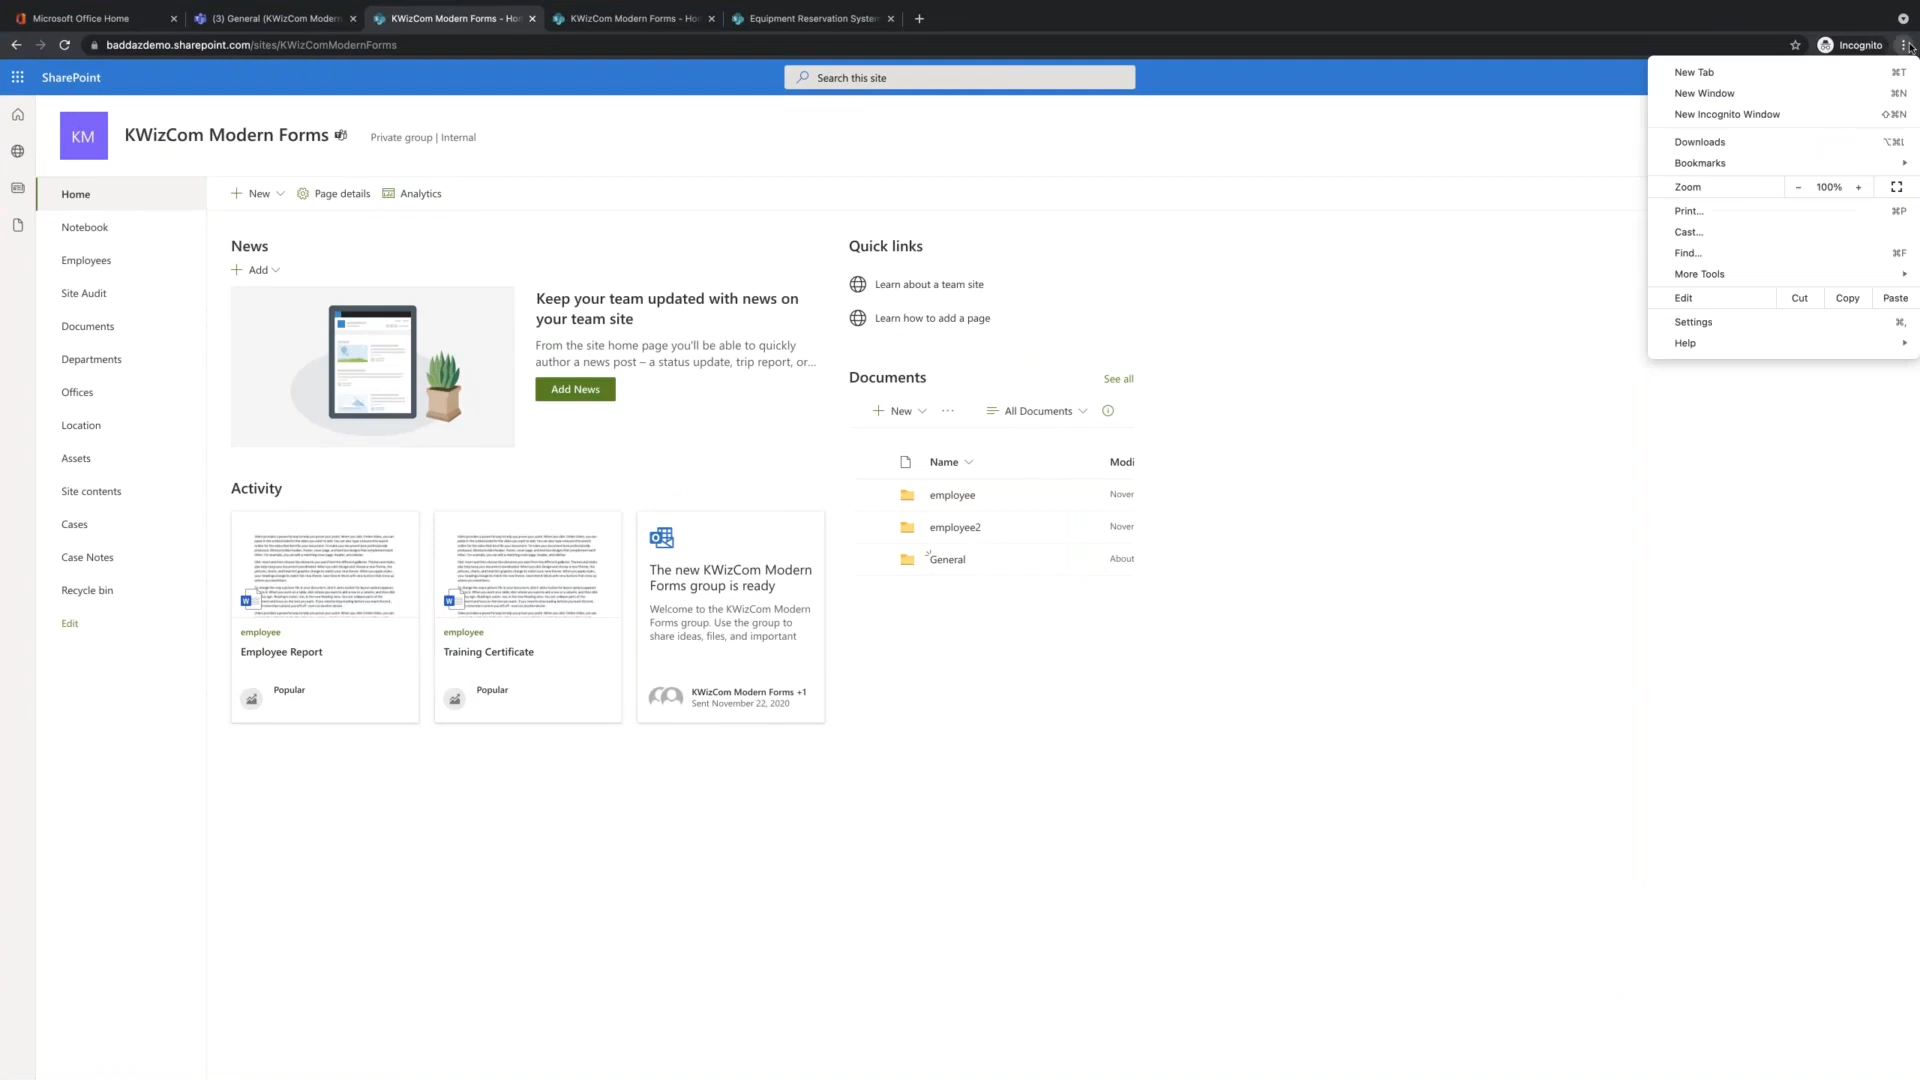 Microsoft Office Home
(3) General (KWizCom Modern
KWizCom Modern Forms - Hom
KWizCom Modern Forms - Hom
Equipment Reservation System
baddazdemo.sharepoint.com/sites/KWizComModernForms
Incognito
SharePoint
Search this site
New Tab ⌘T
New Window ⌘N
New Incognito Window ⇧⌘N
Downloads ⌥⌘L
Bookmarks
Zoom − 100% +
Print... ⌘P
Cast...
Find... ⌘F
More Tools
Edit Cut Copy Paste
Settings ⌘,
Help
KM
KWizCom Modern Forms
Private group | Internal
Home
Notebook
Employees
Site Audit
Documents
Departments
Offices
Location
Assets
Site contents
Cases
Case Notes
Recycle bin
Edit
New
Page details
Analytics
News
Add
Keep your team updated with news on
your team site
From the site home page you'll be able to quickly
author a news post – a status update, trip report, or...
Add News
Quick links
Learn about a team site
Learn how to add a page
Documents
See all
New
All Documents
Name
Modi
employee
Nover
employee2
Nover
General
About
Activity
employee
Employee Report
Popular
employee
Training Certificate
Popular
The new KWizCom Modern
Forms group is ready
Welcome to the KWizCom Modern
Forms group. Use the group to
share ideas, files, and important
KWizCom Modern Forms +1
Sent November 22, 2020